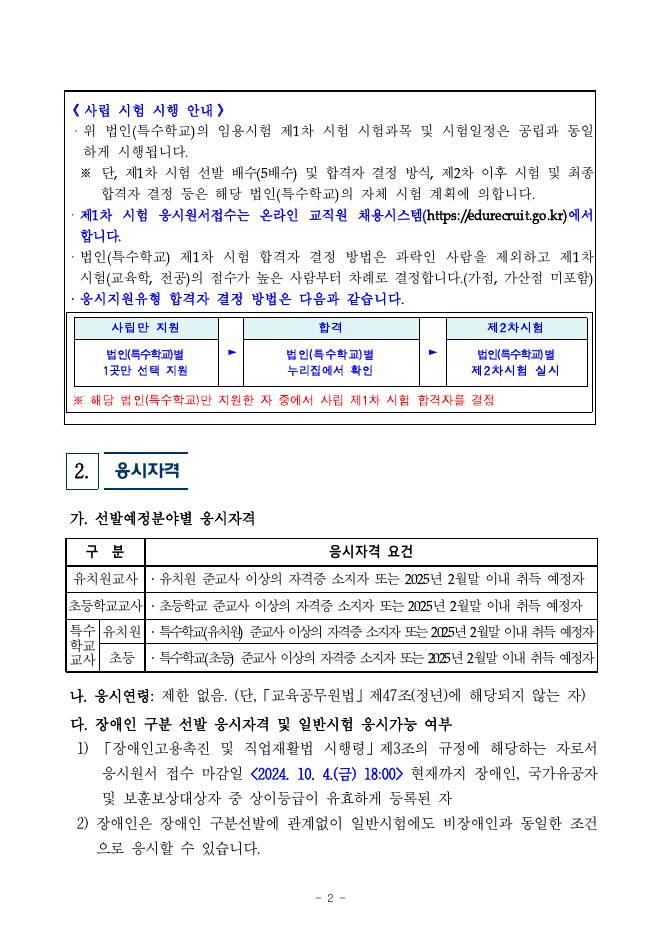 《 사립 시험 시행 안내 》
· 위 법인(특수학교)의 임용시험 제1차 시험 시험과목 및 시험일정은 공립과 동일
하게 시행됩니다.
※ 단, 제1차 시험 선발 배수(5배수) 및 합격자 결정 방식, 제2차 이후 시험 및 최종
합격자 결정 등은 해당 법인(특수학교)의 자체 시험 계획에 의합니다.
· 제1차 시험 응시원서접수는 온라인 교직원 채용시스템(https://edurecruit.go.kr)에서
합니다.
· 법인(특수학교) 제1차 시험 합격자 결정 방법은 과락인 사람을 제외하고 제1차
시험(교육학, 전공)의 점수가 높은 사람부터 차례로 결정합니다.(가점, 가산점 미포함)
· 응시지원유형 합격자 결정 방법은 다음과 같습니다.
사립만 지원 합격 제2차시험
법인(특수학교)별 ► 법인(특수학교)별 ► 법인(특수학교)별
1곳만 선택 지원 누리집에서 확인 제2차시험 실시
※ 해당 법인(특수학교)만 지원한 자 중에서 사립 제1차 시험 합격자를 결정
2. 응시자격
가. 선발예정분야별 응시자격
구 분 응시자격 요건
유치원교사 · 유치원 준교사 이상의 자격증 소지자 또는 2025년 2월말 이내 취득 예정자
초등학교교사 · 초등학교 준교사 이상의 자격증 소지자 또는 2025년 2월말 이내 취득 예정자
특수학교교사 유치원 · 특수학교(유치원) 준교사 이상의 자격증 소지자 또는 2025년 2월말 이내 취득 예정자
초등 · 특수학교(초등) 준교사 이상의 자격증 소지자 또는 2025년 2월말 이내 취득 예정자
나. 응시연령: 제한 없음. (단,「교육공무원법」제47조(정년)에 해당되지 않는 자)
다. 장애인 구분 선발 응시자격 및 일반시험 응시가능 여부
1) 「장애인고용촉진 및 직업재활법 시행령」제3조의 규정에 해당하는 자로서
응시원서 접수 마감일 <2024. 10. 4.(금) 18:00> 현재까지 장애인, 국가유공자
및 보훈보상대상자 중 상이등급이 유효하게 등록된 자
2) 장애인은 장애인 구분선발에 관계없이 일반시험에도 비장애인과 동일한 조건
으로 응시할 수 있습니다.
- 2 -